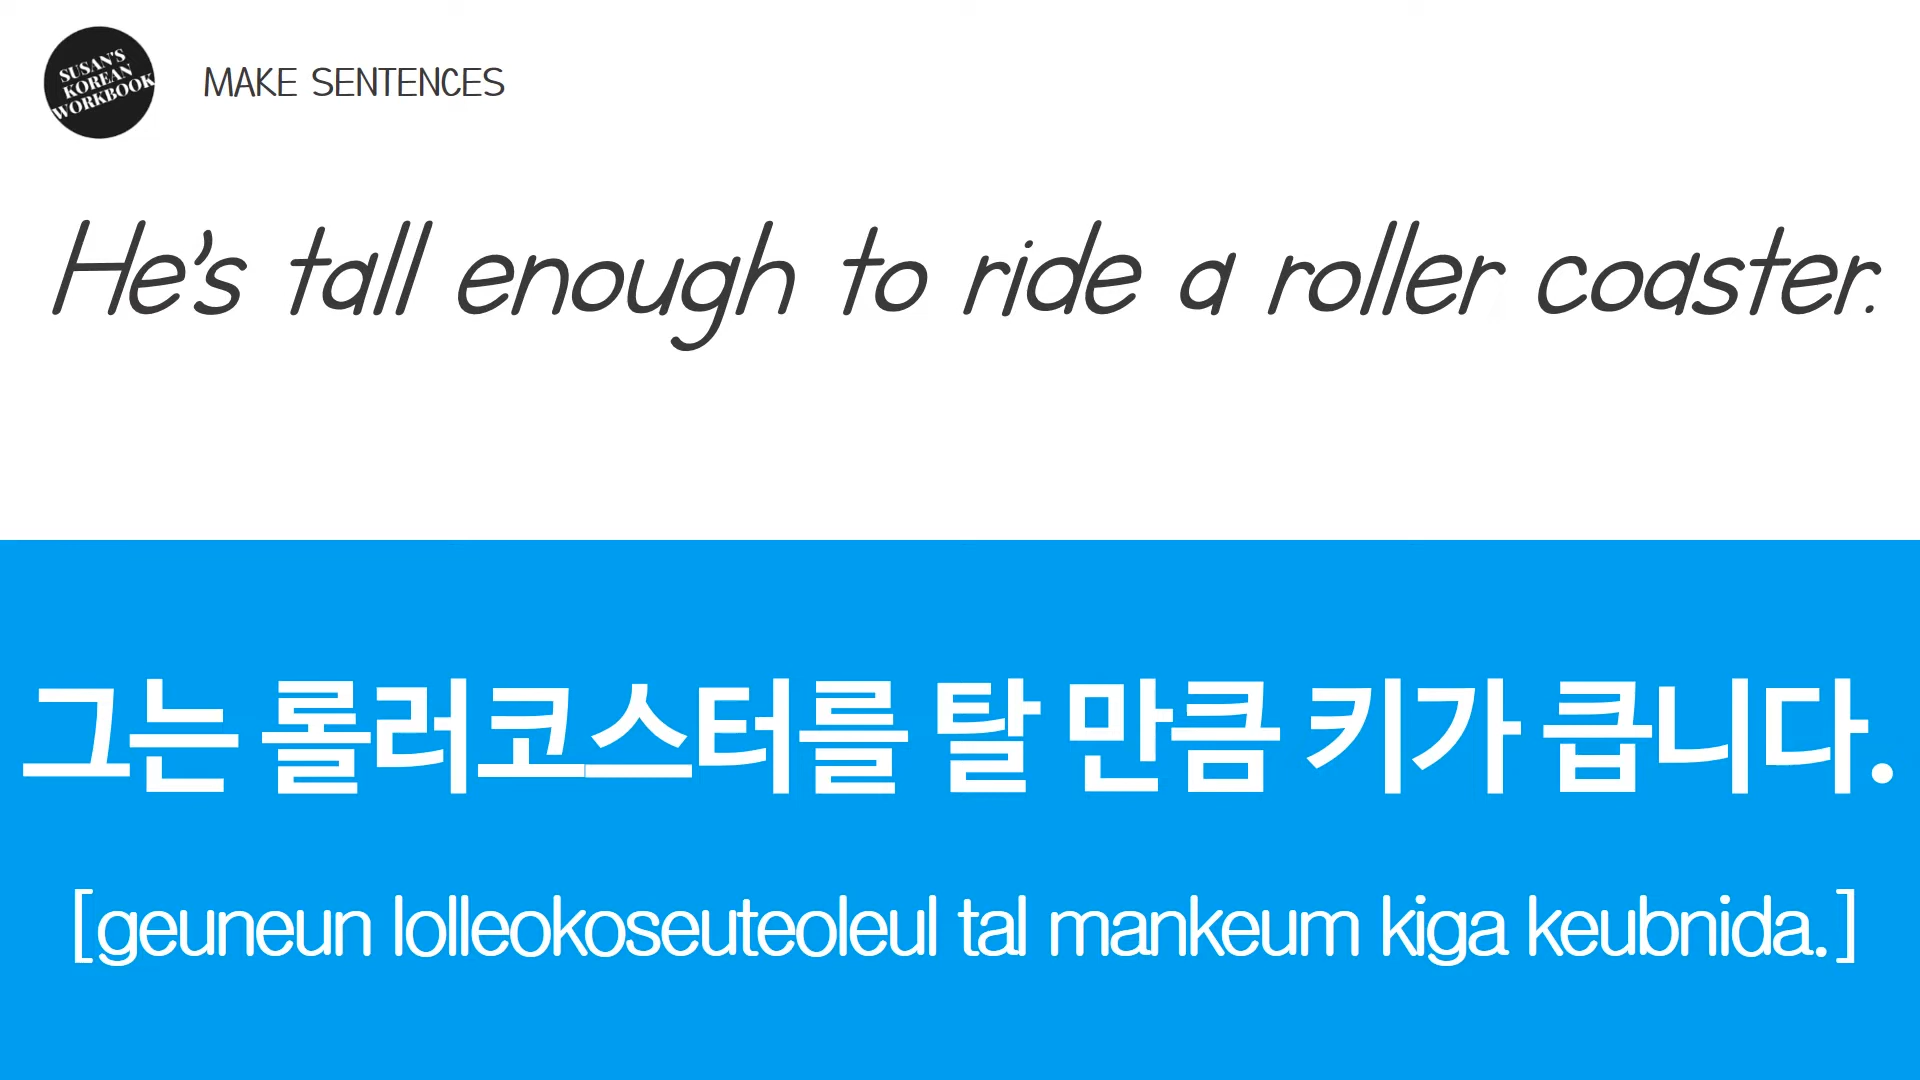 SUSAN'S
KOREAN
WORKBOOK
MAKE SENTENCES
He's tall enough to ride a roller coaster.
그는 롤러코스터를 탈 만큼 키가 큽니다.
[geuneun lolleokoseuteoleul tal mankeum kiga keubnida.]